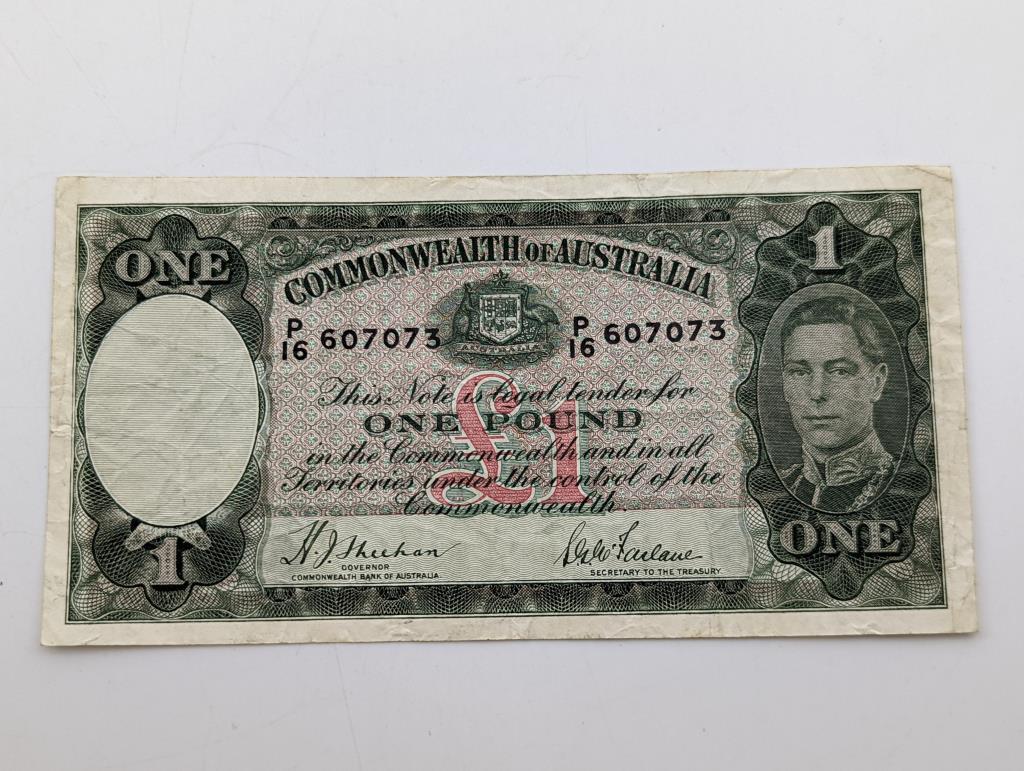 ONE
1
COMMONWEALTH OF AUSTRALIA
AUSTRALIA
P/16 607073 P/16 607073
This Note is legal tender for
ONE POUND
£1
in the Commonwealth and in all
Territories under the control of the
Commonwealth.
H. J. Sheehan
GOVERNOR
COMMONWEALTH BANK OF AUSTRALIA
S. G. McFarlane
SECRETARY TO THE TREASURY.
1
ONE